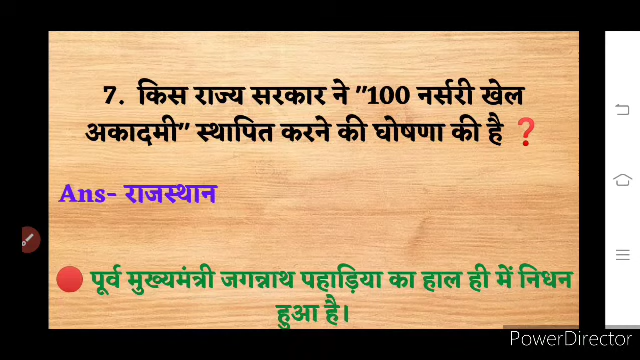 7. किस राज्य सरकार ने "100 नर्सरी खेल
अकादमी" स्थापित करने की घोषणा की है ❓
Ans- राजस्थान
🔴 पूर्व मुख्यमंत्री जगन्नाथ पहाड़िया का हाल ही में निधन
हुआ है।
PowerDirector